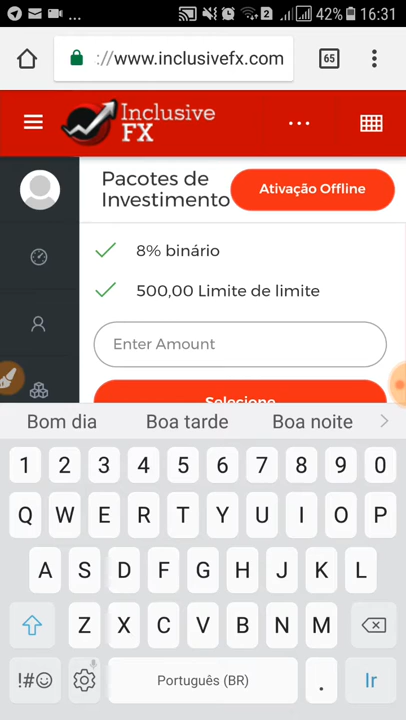 2 42% 16:31
://www.inclusivefx.com 65
Inclusive
FX
Pacotes de
Investimento
Ativação Offline
8% binário
500,00 Limite de limite
Enter Amount
Selecione
Bom dia Boa tarde Boa noite
1 2 3 4 5 6 7 8 9 0
Q W E R T Y U I O P
A S D F G H J K L
Z X C V B N M
!#☺ Português (BR) . Ir